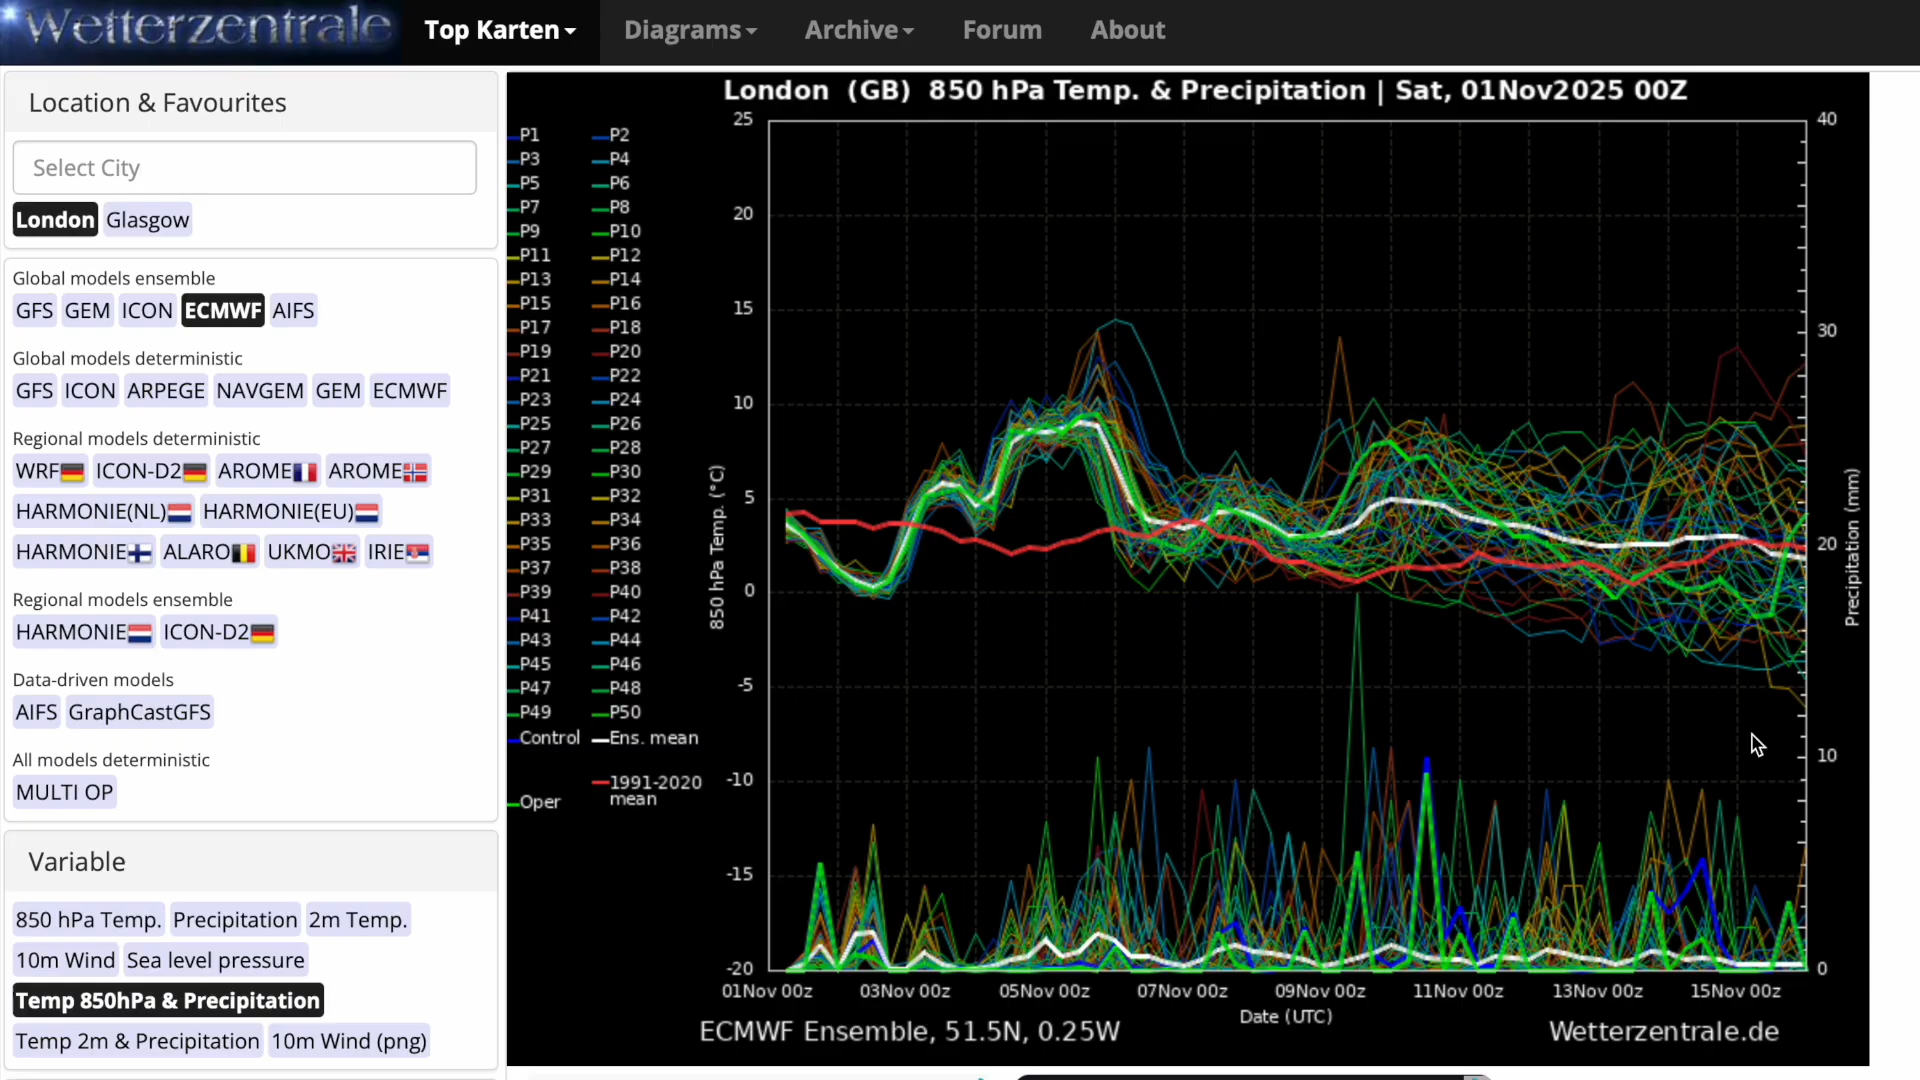 Wetterzentrale
Top Karten
Diagrams
Archive
Forum
About
Location & Favourites
Select City
London Glasgow
Global models ensemble
GFS GEM ICON ECMWF AIFS
Global models deterministic
GFS ICON ARPEGE NAVGEM GEM ECMWF
Regional models deterministic
WRF ICON-D2 AROME AROME
HARMONIE(NL) HARMONIE(EU)
HARMONIE ALARO UKMO IRIE
Regional models ensemble
HARMONIE ICON-D2
Data-driven models
AIFS GraphCastGFS
All models deterministic
MULTI OP
Variable
850 hPa Temp. Precipitation 2m Temp.
10m Wind Sea level pressure
Temp 850hPa & Precipitation
Temp 2m & Precipitation 10m Wind (png)
London (GB) 850 hPa Temp. & Precipitation | Sat, 01Nov2025 00Z
P1 P2
P3 P4
P5 P6
P7 P8
P9 P10
P11 P12
P13 P14
P15 P16
P17 P18
P19 P20
P21 P22
P23 P24
P25 P26
P27 P28
P29 P30
P31 P32
P33 P34
P35 P36
P37 P38
P39 P40
P41 P42
P43 P44
P45 P46
P47 P48
P49 P50
Control Ens. mean
1991-2020
mean
Oper
850 hPa Temp. (°C)
25
20
15
10
5
0
-5
-10
-15
-20
40
30
20
10
0
Precipitation (mm)
01Nov 00z 03Nov 00z 05Nov 00z 07Nov 00z 09Nov 00z 11Nov 00z 13Nov 00z 15Nov 00z
Date (UTC)
ECMWF Ensemble, 51.5N, 0.25W
Wetterzentrale.de